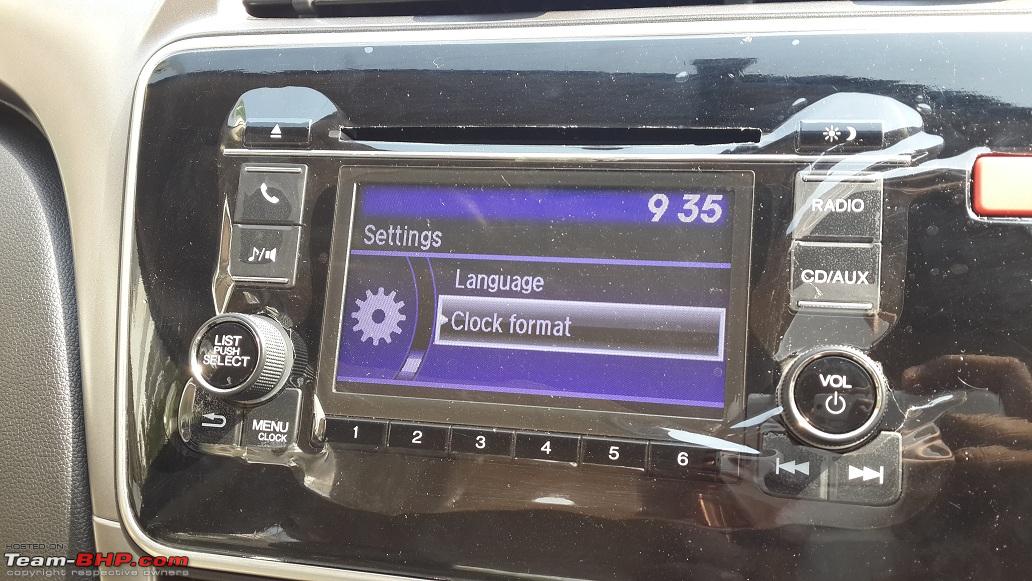 9 35
Settings
Language
Clock format
RADIO
CD/AUX
LIST
PUSH
SELECT
MENU
CLOCK
VOL
1 2 3 4 5 6
HOSTED ON
Team-BHP.com
copyright respective owners